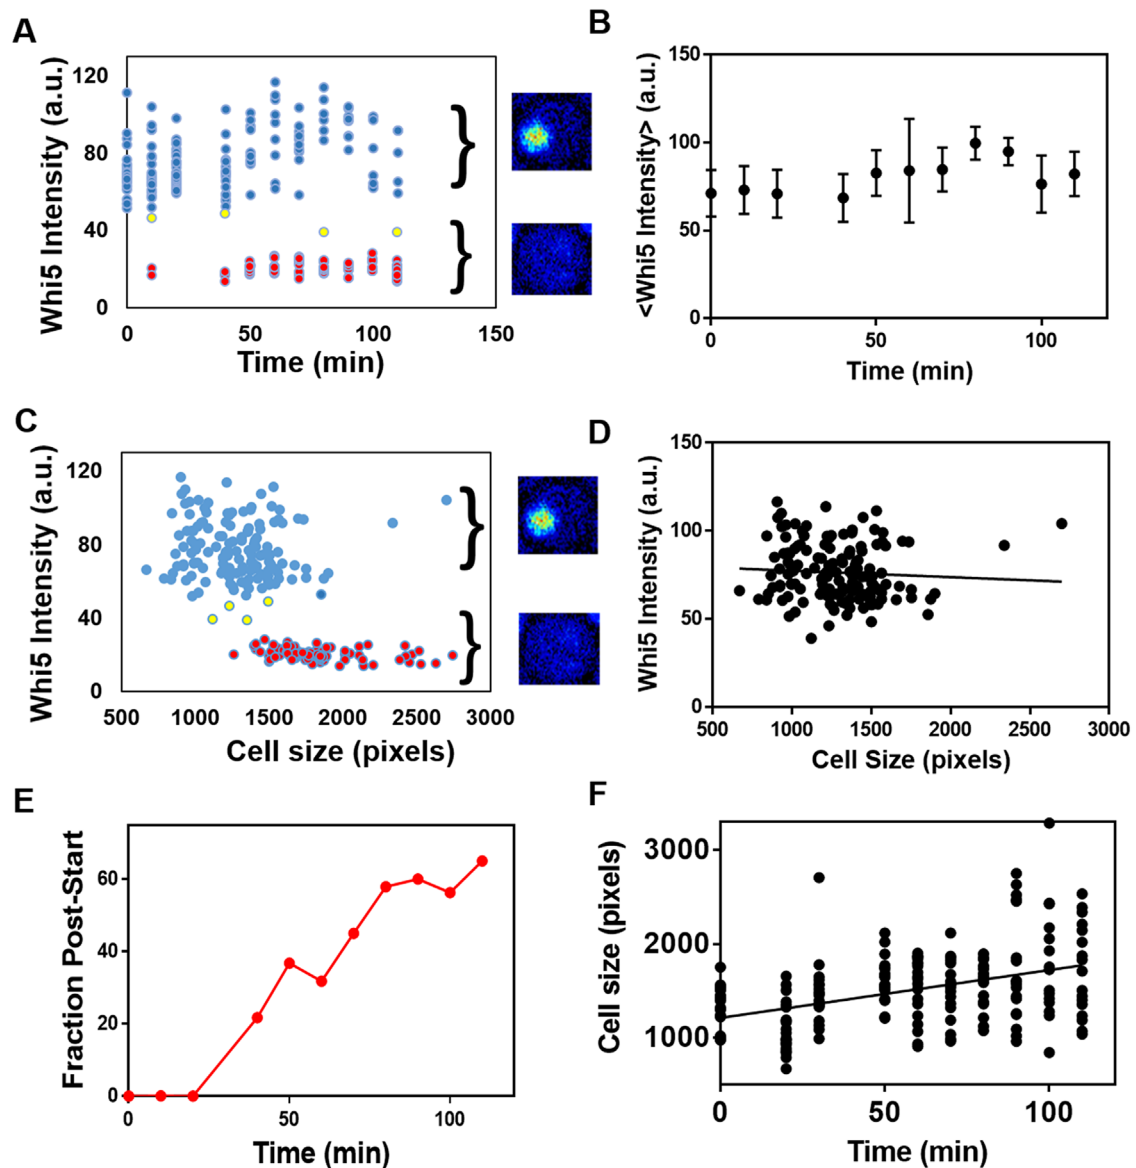 A
Whi5 Intensity (a.u.)
120
80
40
0
0 50 100 150
Time (min)
}
}
B
<Whi5 Intensity> (a.u.)
150
100
50
0
0 50 100
Time (min)
C
Whi5 Intensity (a.u.)
120
80
40
0
500 1000 1500 2000 2500 3000
Cell size (pixels)
}
}
D
Whi5 Intensity (a.u.)
150
100
50
0
500 1000 1500 2000 2500 3000
Cell Size (pixels)
E
Fraction Post-Start
60
40
20
0
0 50 100
Time (min)
F
Cell size (pixels)
3000
2000
1000
0 50 100
Time (min)